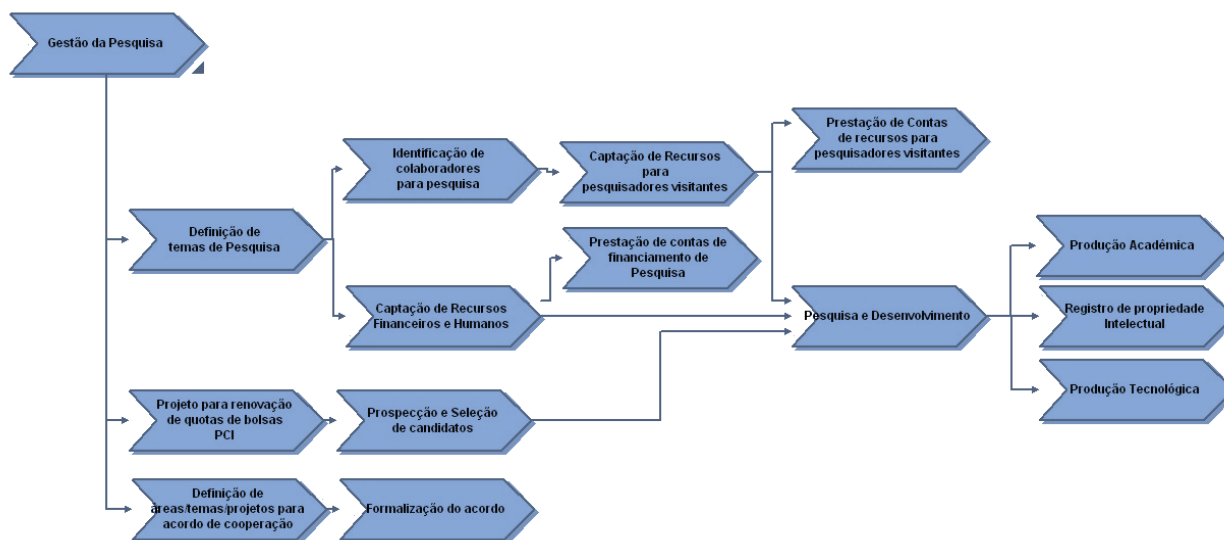 Gestão da Pesquisa
Prestação de Contas
de recursos para
pesquisadores visitantes
Identificação de
colaboradores
para pesquisa
Captação de Recursos
para
pesquisadores visitantes
Definição de
temas de Pesquisa
Prestação de contas de
financiamento de
Pesquisa
Produção Académica
Captação de Recursos
Financeiros e Humanos
Pesquisa e Desenvolvimento
Registro de propriedade
Intelectual
Produção Tecnológica
Projeto para renovação
de quotas de bolsas
PCI
Prospecção e Seleção
de candidatos
Definição de
áreas/temas/projetos para
acordo de cooperação
Formalização do acordo